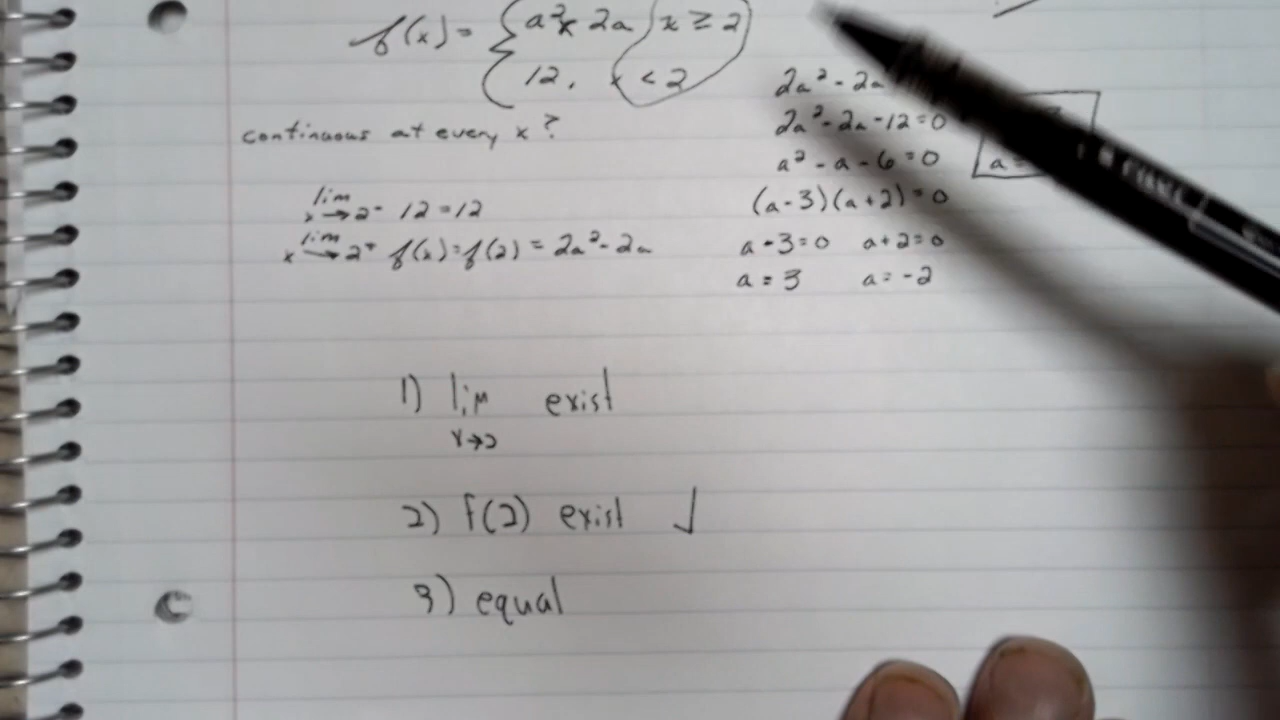 f(x) = { a²x 2a, x ≥ 2
12, x < 2
continuous at every x?
lim x→2⁻ 12 = 12
lim x→2⁺ f(x) = f(2) = 2a² - 2a
2a² - 2a
2a² - 2a - 12 = 0
a² - a - 6 = 0
(a - 3)(a + 2) = 0
a - 3 = 0 a + 2 = 0
a = 3 a = -2
a =
1) lim exist
x→2
2) f(2) exist ✓
3) equal